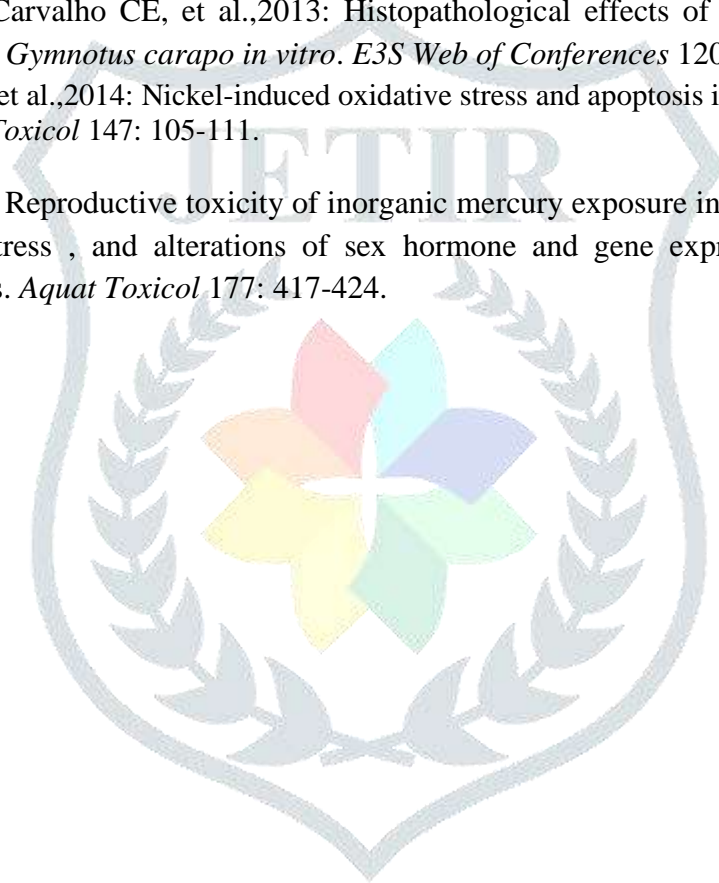 Carvalho CE, et al.,2013: Histopathological effects of
Gymnotus carapo in vitro. E3S Web of Conferences 120
et al.,2014: Nickel-induced oxidative stress and apoptosis i
Toxicol 147: 105-111.
JETIR
Reproductive toxicity of inorganic mercury exposure in
tress , and alterations of sex hormone and gene expr
s. Aquat Toxicol 177: 417-424.